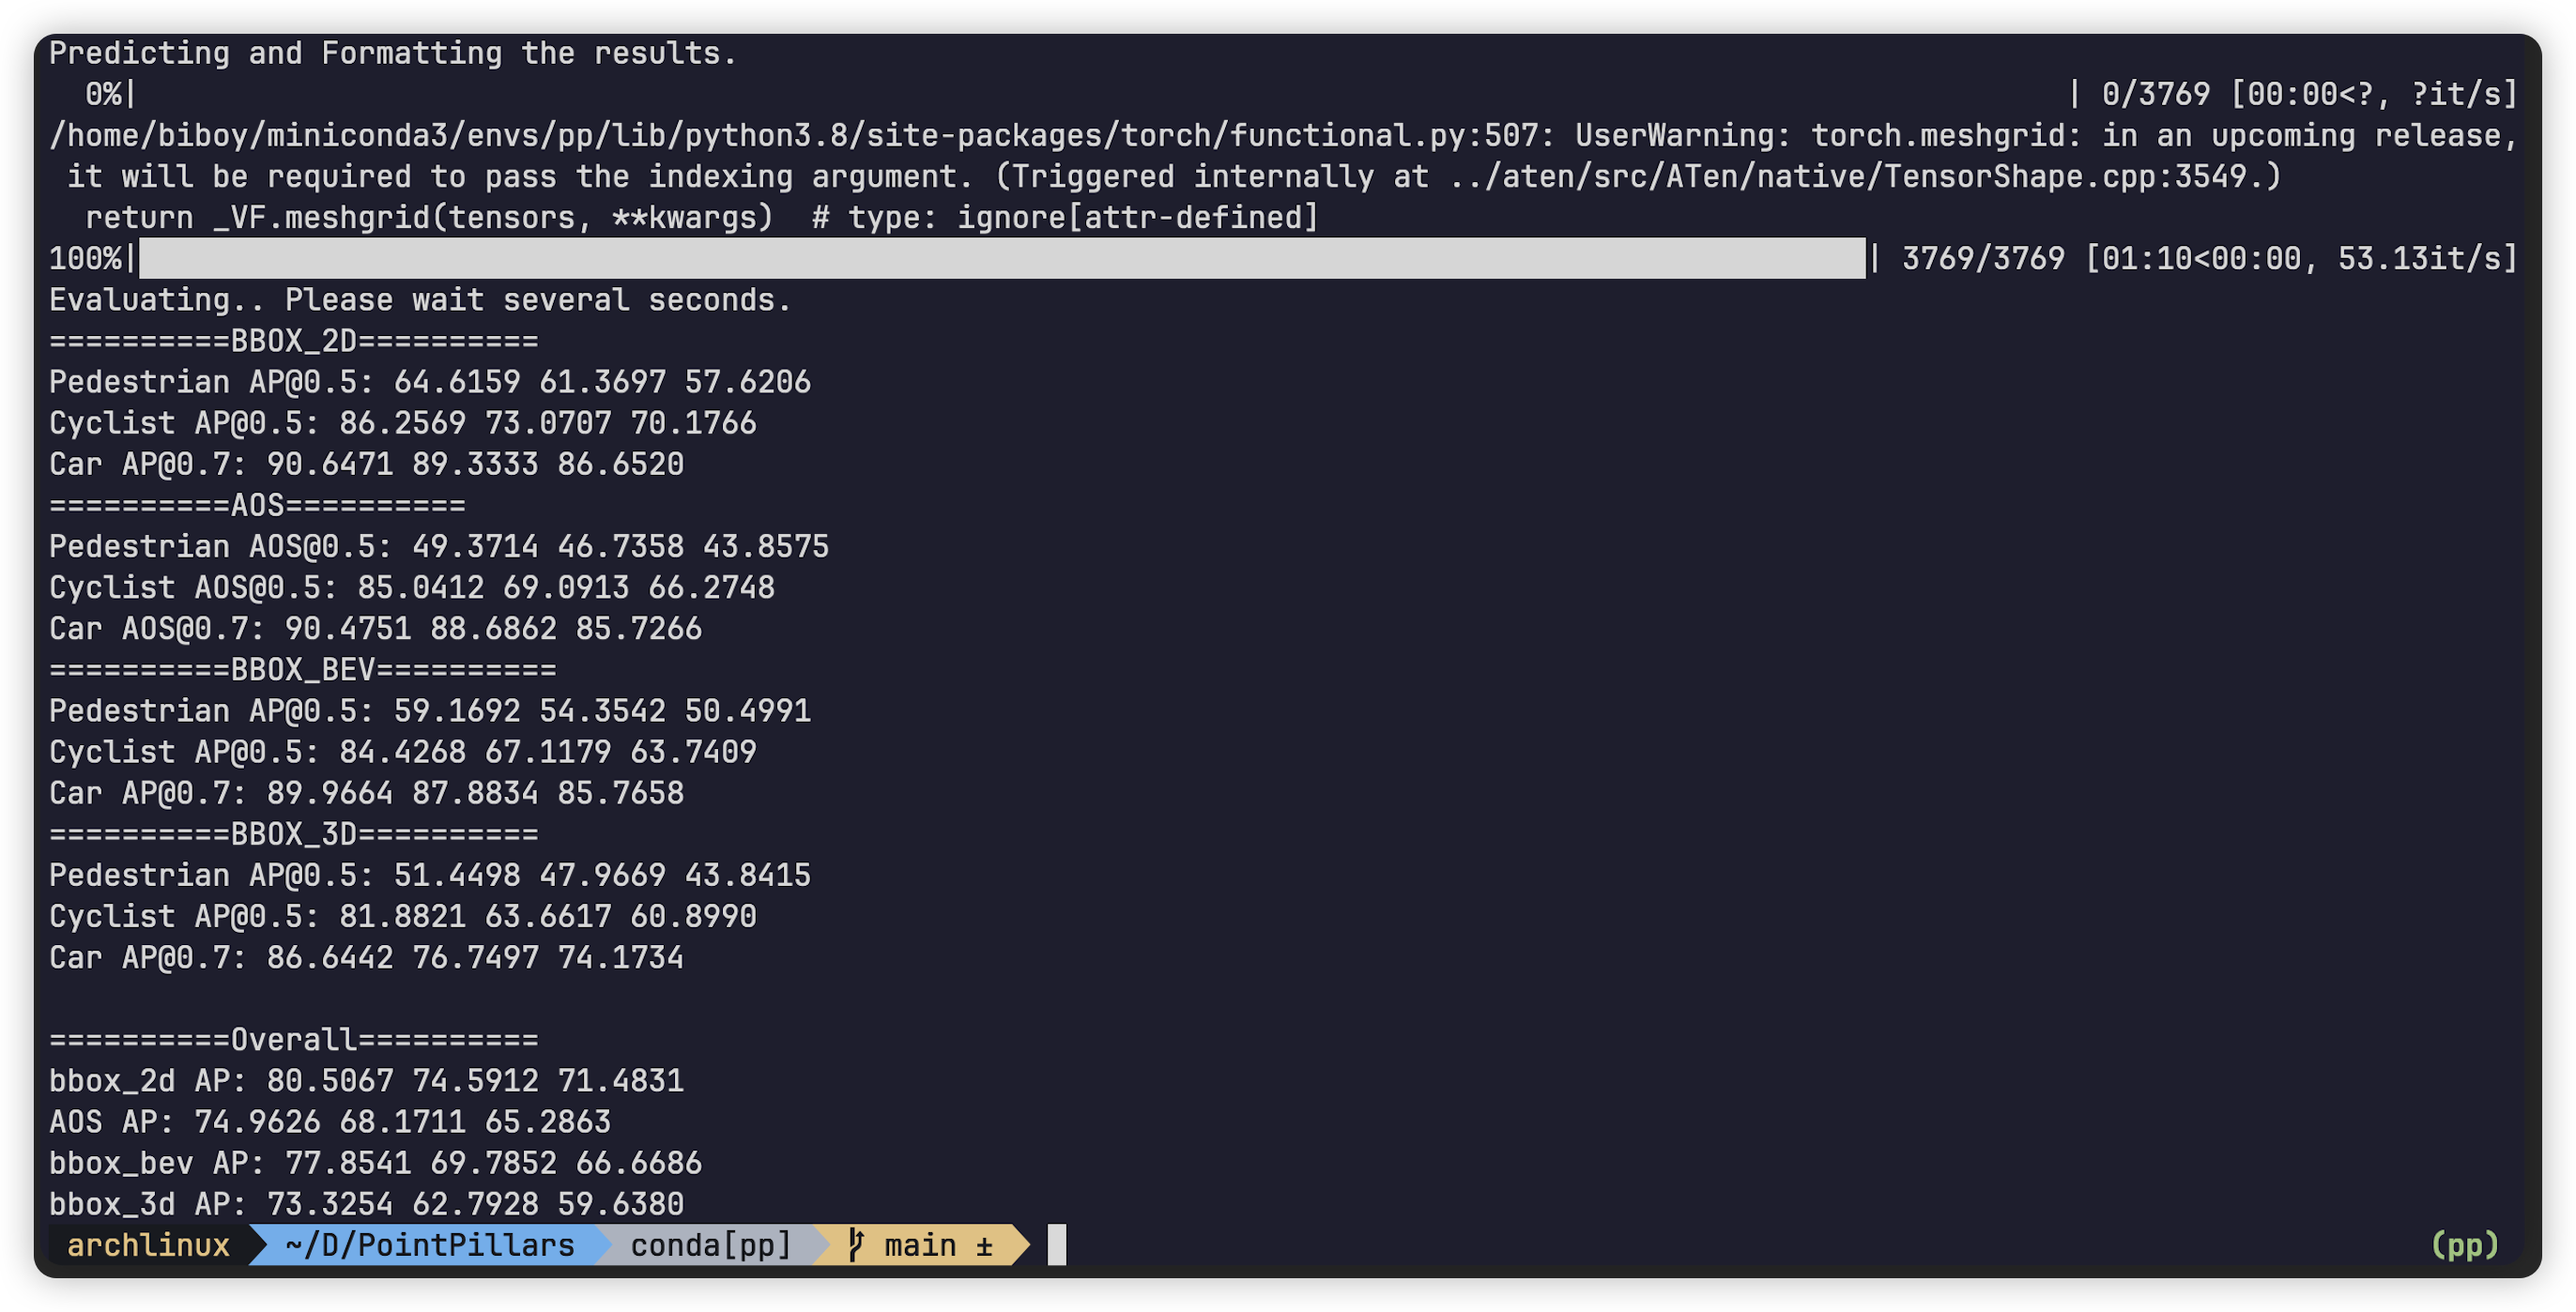 Predicting and Formatting the results.
0%| | 0/3769 [00:00<?, ?it/s]
/home/biboy/miniconda3/envs/pp/lib/python3.8/site-packages/torch/functional.py:507: UserWarning: torch.meshgrid: in an upcoming release,
it will be required to pass the indexing argument. (Triggered internally at ../aten/src/ATen/native/TensorShape.cpp:3549.)
return _VF.meshgrid(tensors, **kwargs)  # type: ignore[attr-defined]
100%| | 3769/3769 [01:10<00:00, 53.13it/s]
Evaluating.. Please wait several seconds.
==========BBOX_2D==========
Pedestrian AP@0.5: 64.6159 61.3697 57.6206
Cyclist AP@0.5: 86.2569 73.0707 70.1766
Car AP@0.7: 90.6471 89.3333 86.6520
==========AOS==========
Pedestrian AOS@0.5: 49.3714 46.7358 43.8575
Cyclist AOS@0.5: 85.0412 69.0913 66.2748
Car AOS@0.7: 90.4751 88.6862 85.7266
==========BBOX_BEV==========
Pedestrian AP@0.5: 59.1692 54.3542 50.4991
Cyclist AP@0.5: 84.4268 67.1179 63.7409
Car AP@0.7: 89.9664 87.8834 85.7658
==========BBOX_3D==========
Pedestrian AP@0.5: 51.4498 47.9669 43.8415
Cyclist AP@0.5: 81.8821 63.6617 60.8990
Car AP@0.7: 86.6442 76.7497 74.1734
==========Overall==========
bbox_2d AP: 80.5067 74.5912 71.4831
AOS AP: 74.9626 68.1711 65.2863
bbox_bev AP: 77.8541 69.7852 66.6686
bbox_3d AP: 73.3254 62.7928 59.6380
archlinux ~/D/PointPillars conda[pp] main ± (pp)